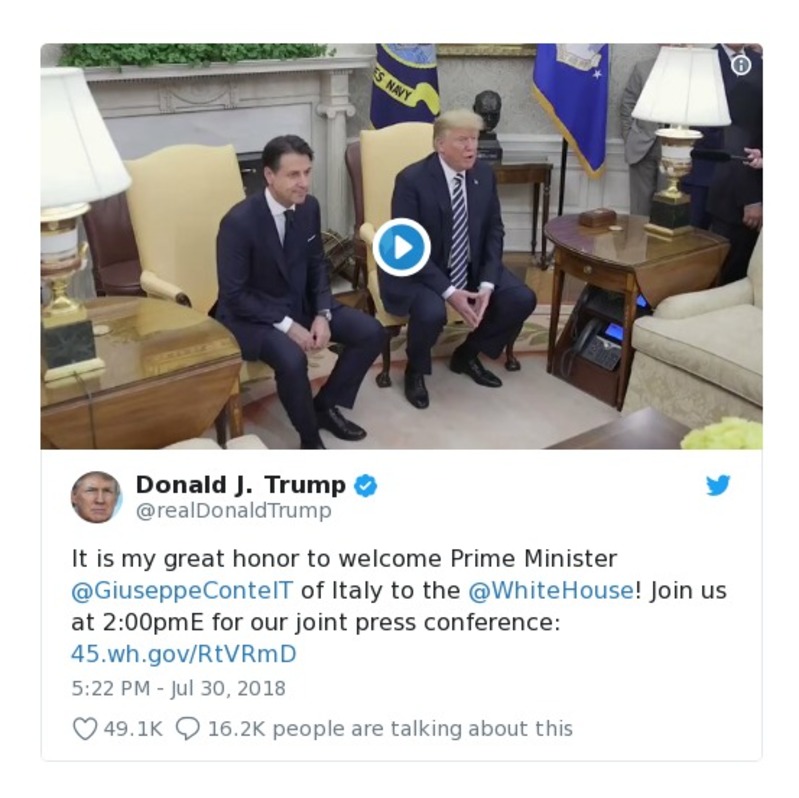 ES NAVY
Donald J. Trump
@realDonaldTrump
It is my great honor to welcome Prime Minister
@GiuseppeConteIT of Italy to the @WhiteHouse! Join us
at 2:00pmE for our joint press conference:
45.wh.gov/RtVRmD
5:22 PM - Jul 30, 2018
49.1K 16.2K people are talking about this